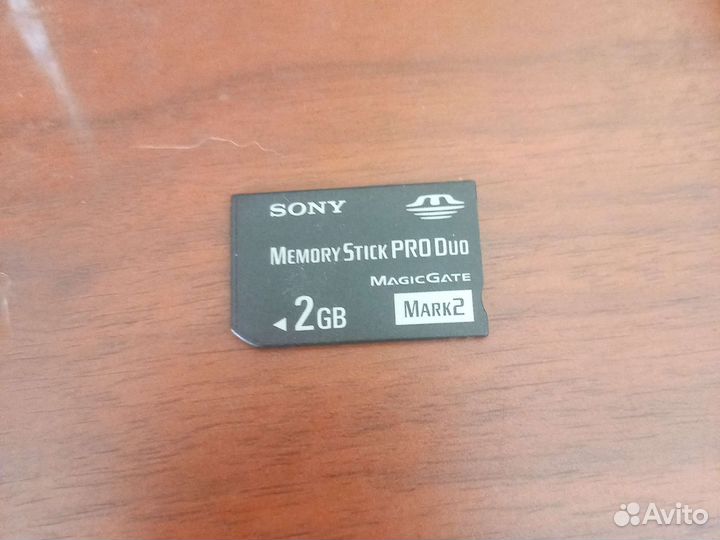 SONY
MEMORY STICK PRO DUO
MAGICGATE
2GB
MARK2
Avito